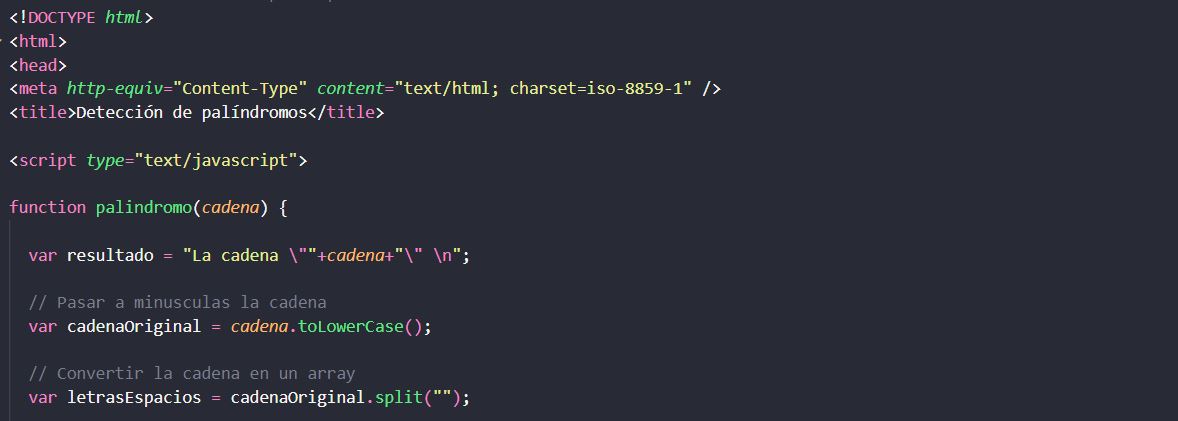 <!DOCTYPE html>
<html>
<head>
<meta http-equiv="Content-Type" content="text/html; charset=iso-8859-1" />
<title>Detección de palíndromos</title>
<script type="text/javascript">
function palindromo(cadena) {
var resultado = "La cadena \""+cadena+"\" \n";
// Pasar a minusculas la cadena
var cadenaOriginal = cadena.toLowerCase();
// Convertir la cadena en un array
var letrasEspacios = cadenaOriginal.split("");